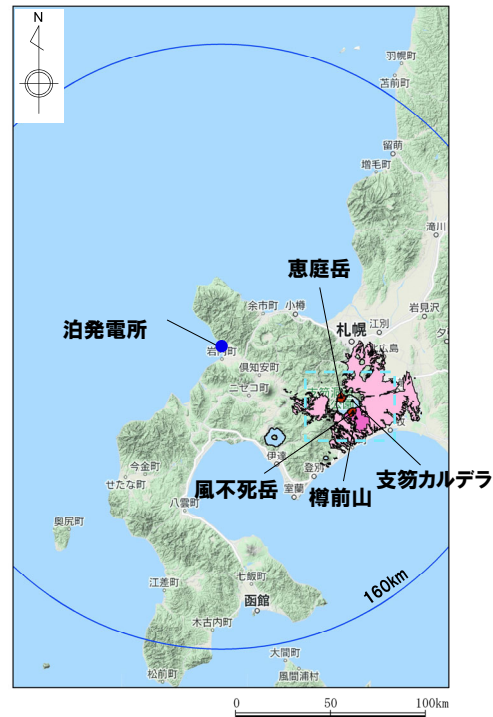 N
羽幌町
苫前町
留萌
増毛町
滝川
恵庭岳
余市町
小樽
岩見沢
泊発電所
札幌
江別
岩内町
北広島
倶知安町
ニセコ町
伊達
登別
支笏カルデラ
風不死岳
樽前山
室蘭
今金町
せたな町
八雲町
奥尻町
七飯町
160km
江差町
函館
木古内町
大間町
松前町
風間浦村
0 50 100km